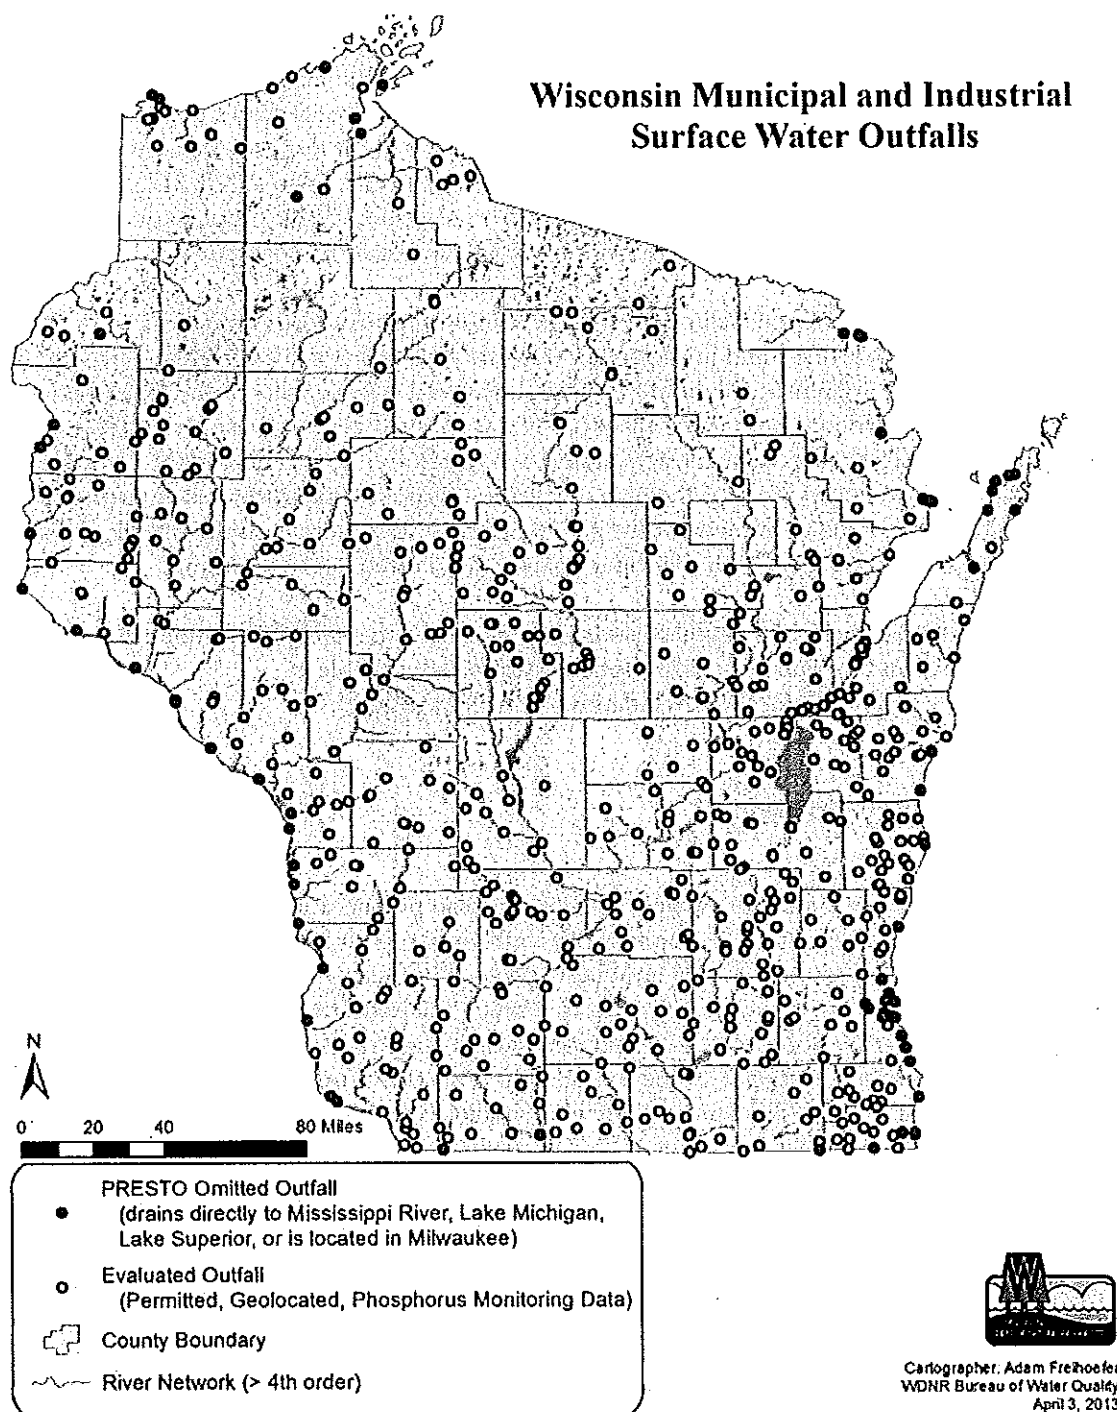 Wisconsin Municipal and Industrial
Surface Water Outfalls
N
0 20 40 80 Miles
PRESTO Omitted Outfall
(drains directly to Mississippi River, Lake Michigan,
Lake Superior, or is located in Milwaukee)
Evaluated Outfall
(Permitted, Geolocated, Phosphorus Monitoring Data)
County Boundary
River Network (> 4th order)
Cartographer: Adam Freihoefer
WDNR Bureau of Water Quality
April 3, 2013